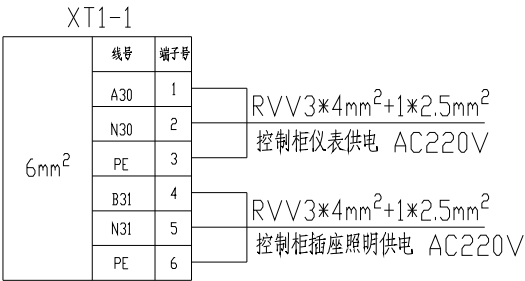 XT1-1
线号 端子号
6mm²
A30 1
N30 2
PE 3
B31 4
N31 5
PE 6
RVV3*4mm²+1*2.5mm²
控制柜仪表供电 AC220V
RVV3*4mm²+1*2.5mm²
控制柜插座照明供电 AC220V